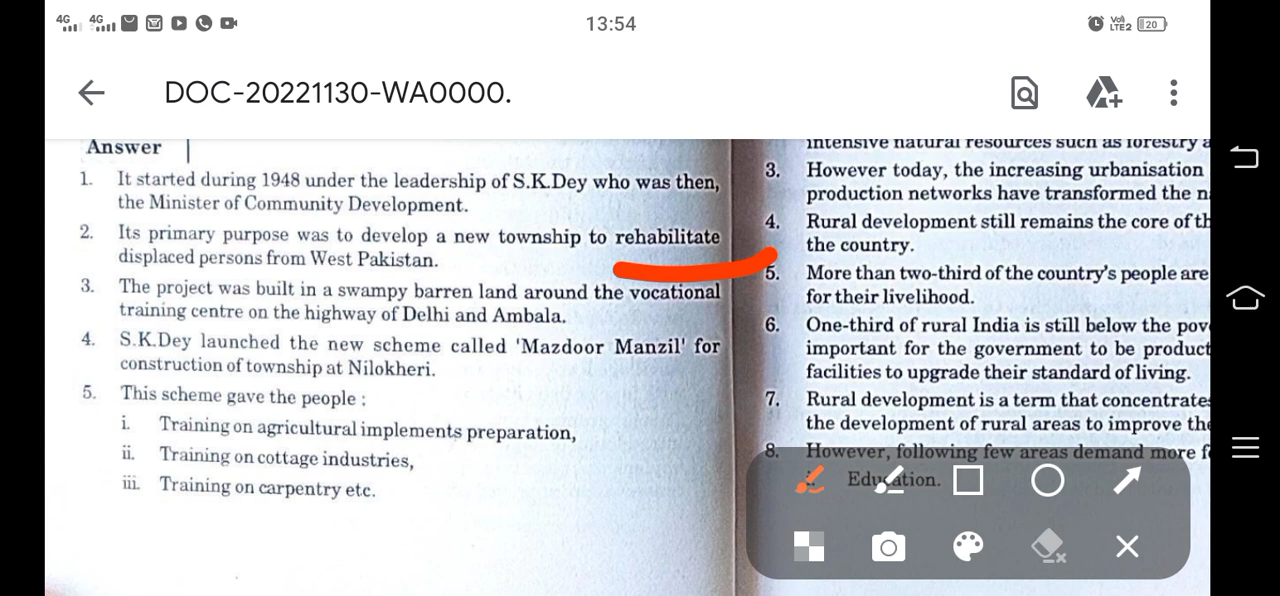 4G 4G 13:54 VoI) LTE2 20
DOC-20221130-WA0000.
Answer
1. It started during 1948 under the leadership of S.K.Dey who was then,
the Minister of Community Development.
2. Its primary purpose was to develop a new township to rehabilitate
displaced persons from West Pakistan.
3. The project was built in a swampy barren land around the vocational
training centre on the highway of Delhi and Ambala.
4. S.K.Dey launched the new scheme called 'Mazdoor Manzil' for
construction of township at Nilokheri.
5. This scheme gave the people :
i. Training on agricultural implements preparation,
ii. Training on cottage industries,
iii. Training on carpentry etc.
intensive natural resources such as forestry a
3. However today, the increasing urbanisation
production networks have transformed the n
4. Rural development still remains the core of th
the country.
5. More than two-third of the country's people are
for their livelihood.
6. One-third of rural India is still below the pov
important for the government to be product
facilities to upgrade their standard of living.
7. Rural development is a term that concentrates
the development of rural areas to improve the
8. However, following few areas demand more f
Education.